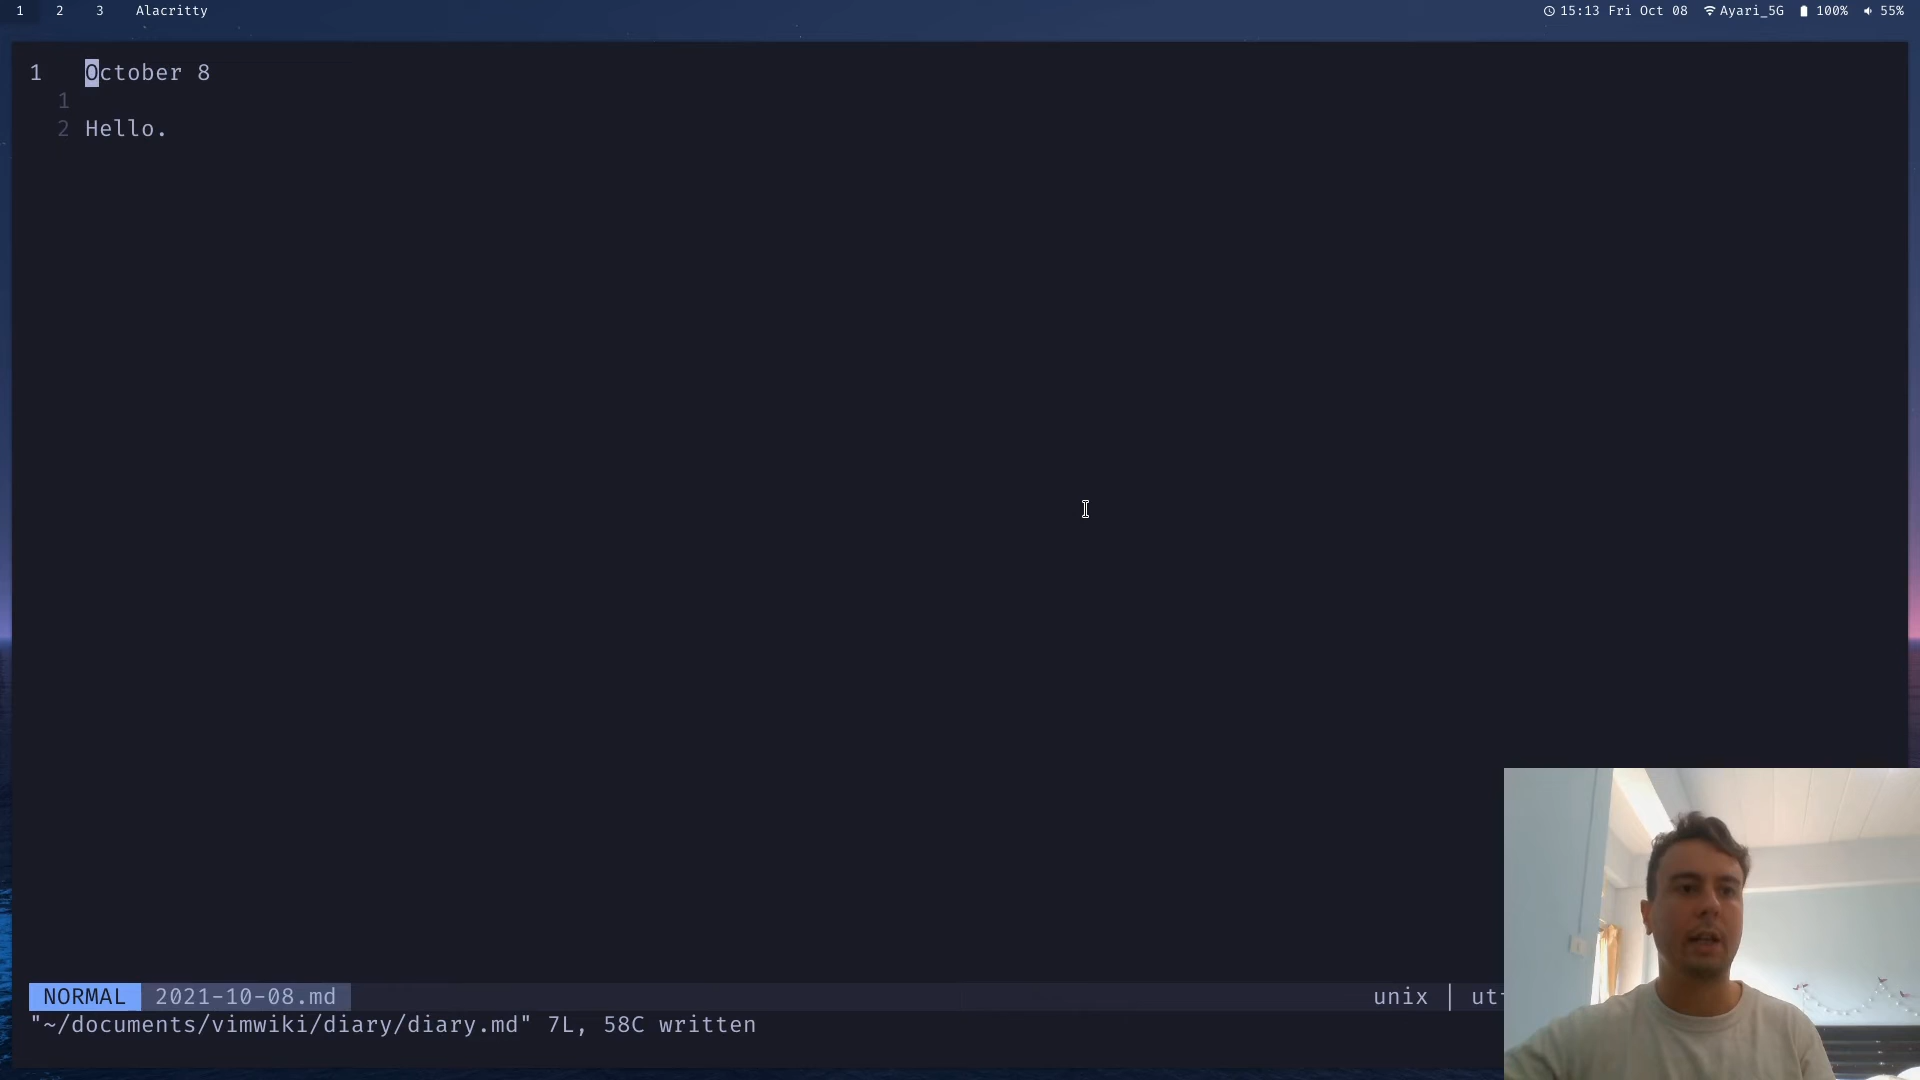 1 2 3 Alacritty 15:13 Fri Oct 08 Ayari_5G 100% 55%
1 October 8
1
2 Hello.
NORMAL 2021-10-08.md unix | ut
"~/documents/vimwiki/diary/diary.md" 7L, 58C written